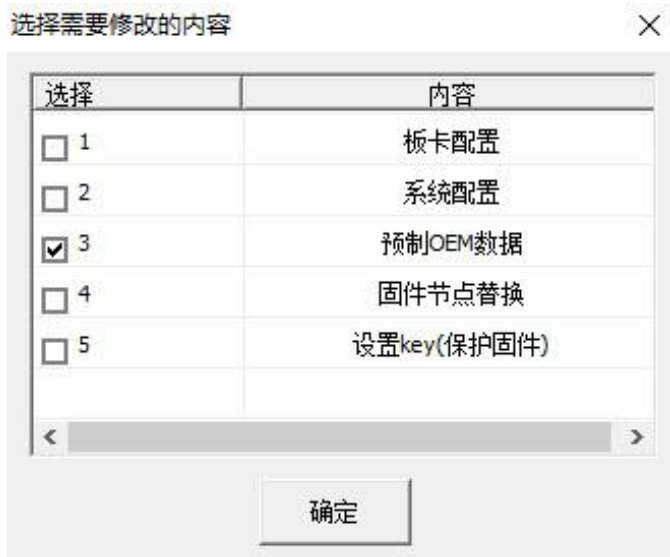 选择需要修改的内容
选择 内容
1 板卡配置
2 系统配置
3 预制OEM数据
4 固件节点替换
5 设置key(保护固件)
确定